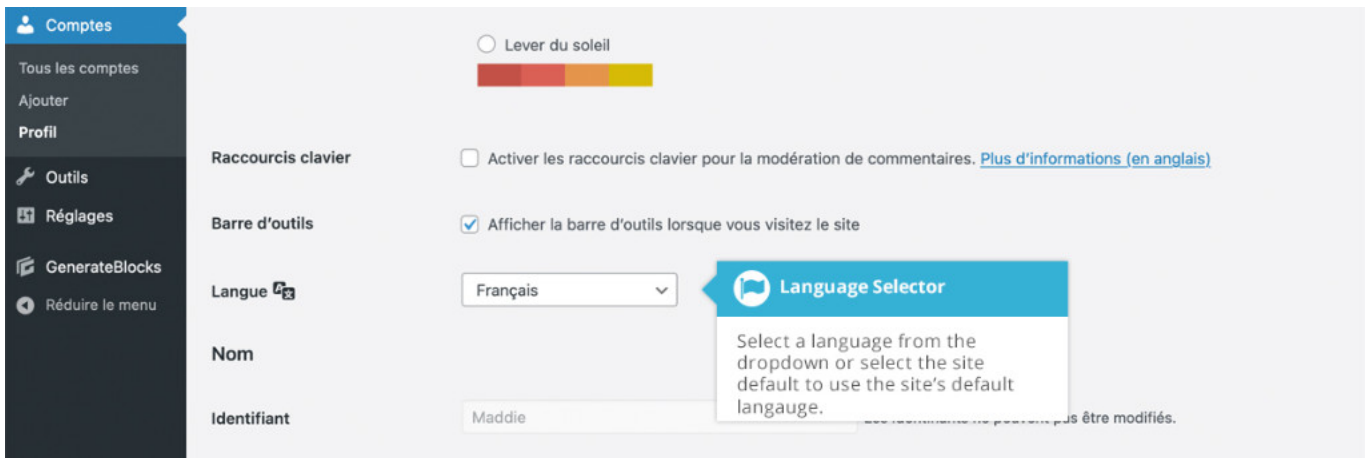 Comptes
Tous les comptes
Ajouter
Profil
Outils
Réglages
GenerateBlocks
Réduire le menu
Lever du soleil
Raccourcis clavier
Activer les raccourcis clavier pour la modération de commentaires. Plus d'informations (en anglais)
Barre d'outils
Afficher la barre d'outils lorsque vous visitez le site
Langue
Français
Language Selector
Select a language from the
dropdown or select the site
default to use the site's default
langauge.
Nom
Identifiant
Maddie
pas être modifiés.